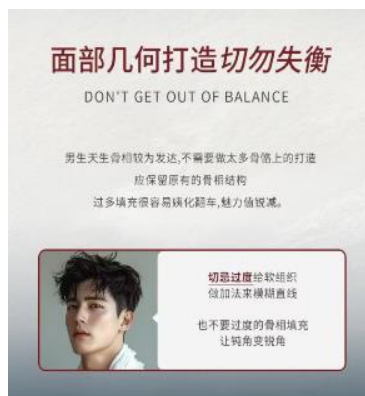 面部几何打造切勿失衡
DON'T GET OUT OF BALANCE
男生天生骨相较为发达,不需要做太多骨骼上的打造
应保留原有的骨相结构
过多填充很容易姨化翻车,魅力值锐减。
切忌过度给软组织
做加法来模糊直线
也不要过度的骨相填充
让钝角变锐角